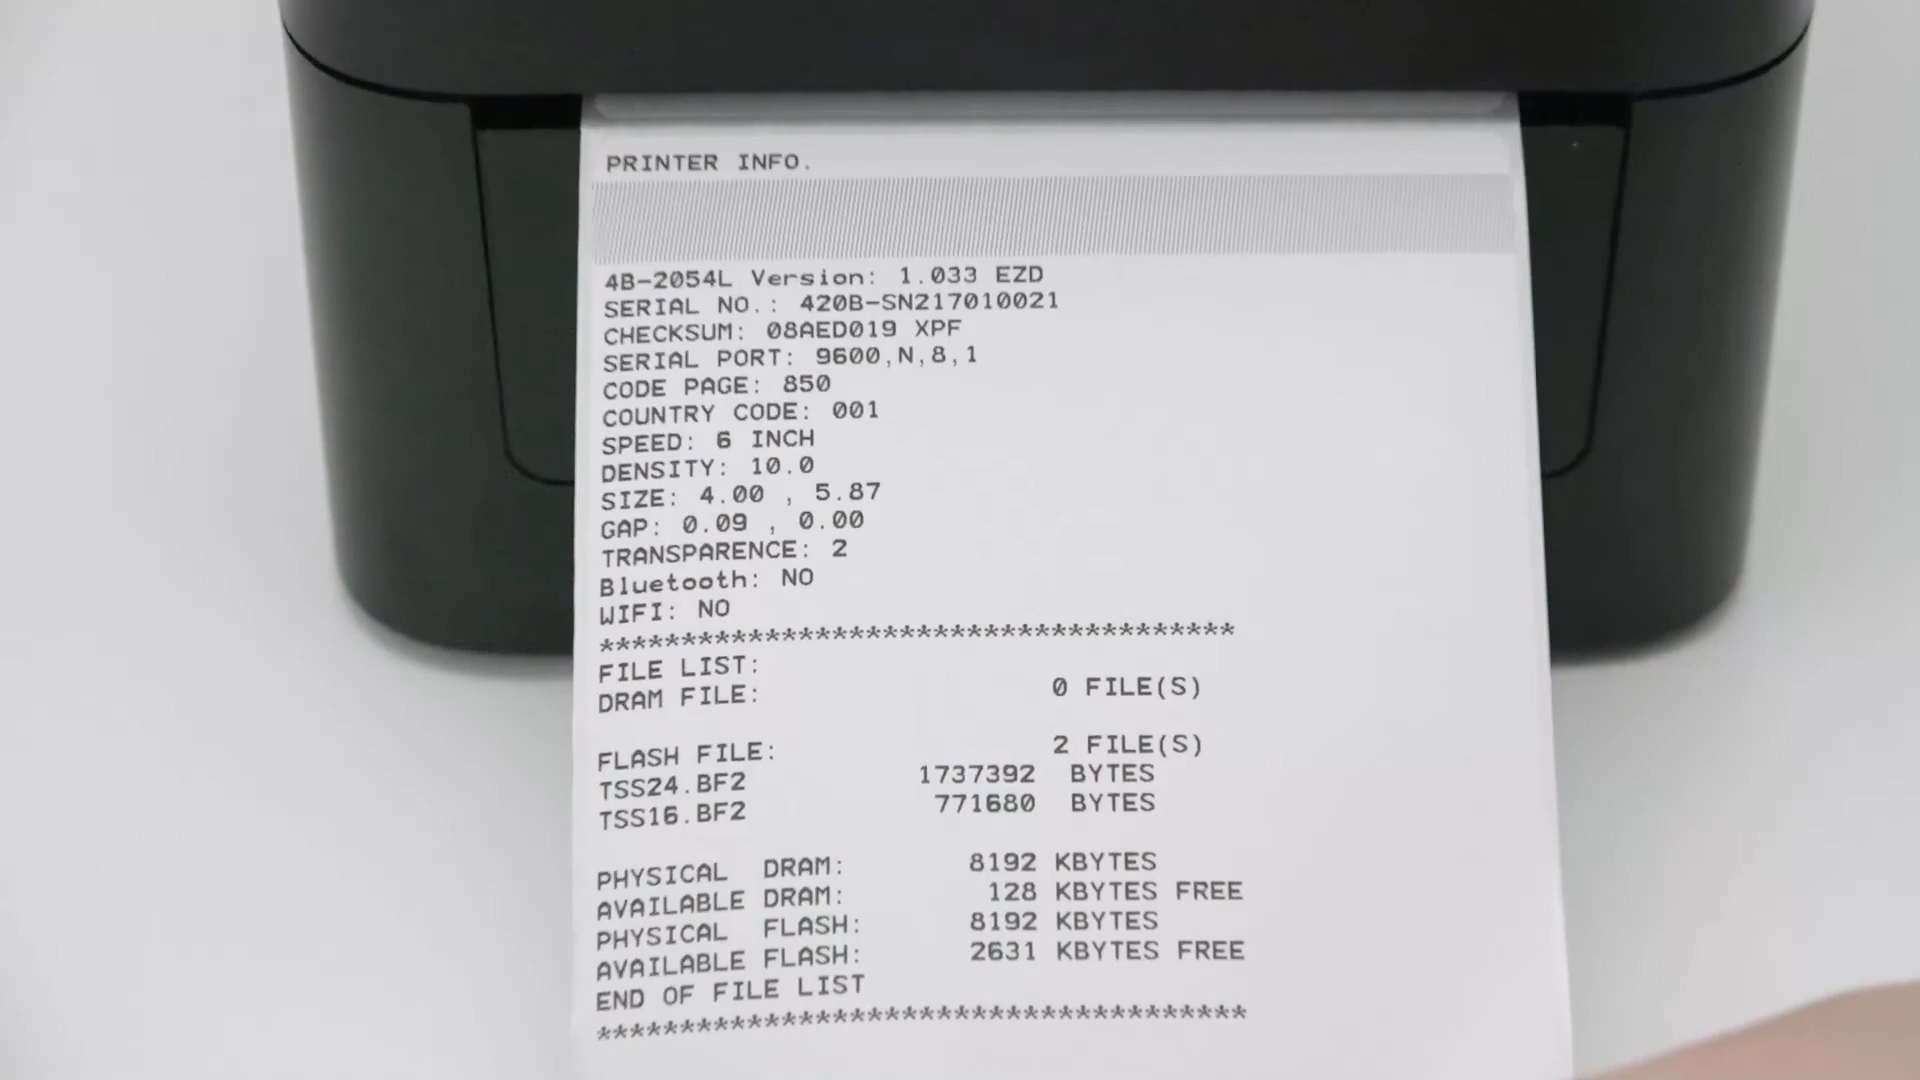 PRINTER INFO.
4B-2054L Version: 1.033 EZD
SERIAL NO.: 420B-SN217010021
CHECKSUM: 08AED019 XPF
SERIAL PORT: 9600,N,8,1
CODE PAGE: 850
COUNTRY CODE: 001
SPEED: 6 INCH
DENSITY: 10.0
SIZE: 4.00 , 5.87
GAP: 0.09 , 0.00
TRANSPARENCE: 2
Bluetooth: NO
WIFI: NO
***************************************
FILE LIST:
DRAM FILE: 0 FILE(S)
FLASH FILE: 2 FILE(S)
TSS24.BF2 1737392 BYTES
TSS16.BF2 771680 BYTES
PHYSICAL DRAM: 8192 KBYTES
AVAILABLE DRAM: 128 KBYTES FREE
PHYSICAL FLASH: 8192 KBYTES
AVAILABLE FLASH: 2631 KBYTES FREE
END OF FILE LIST
***************************************